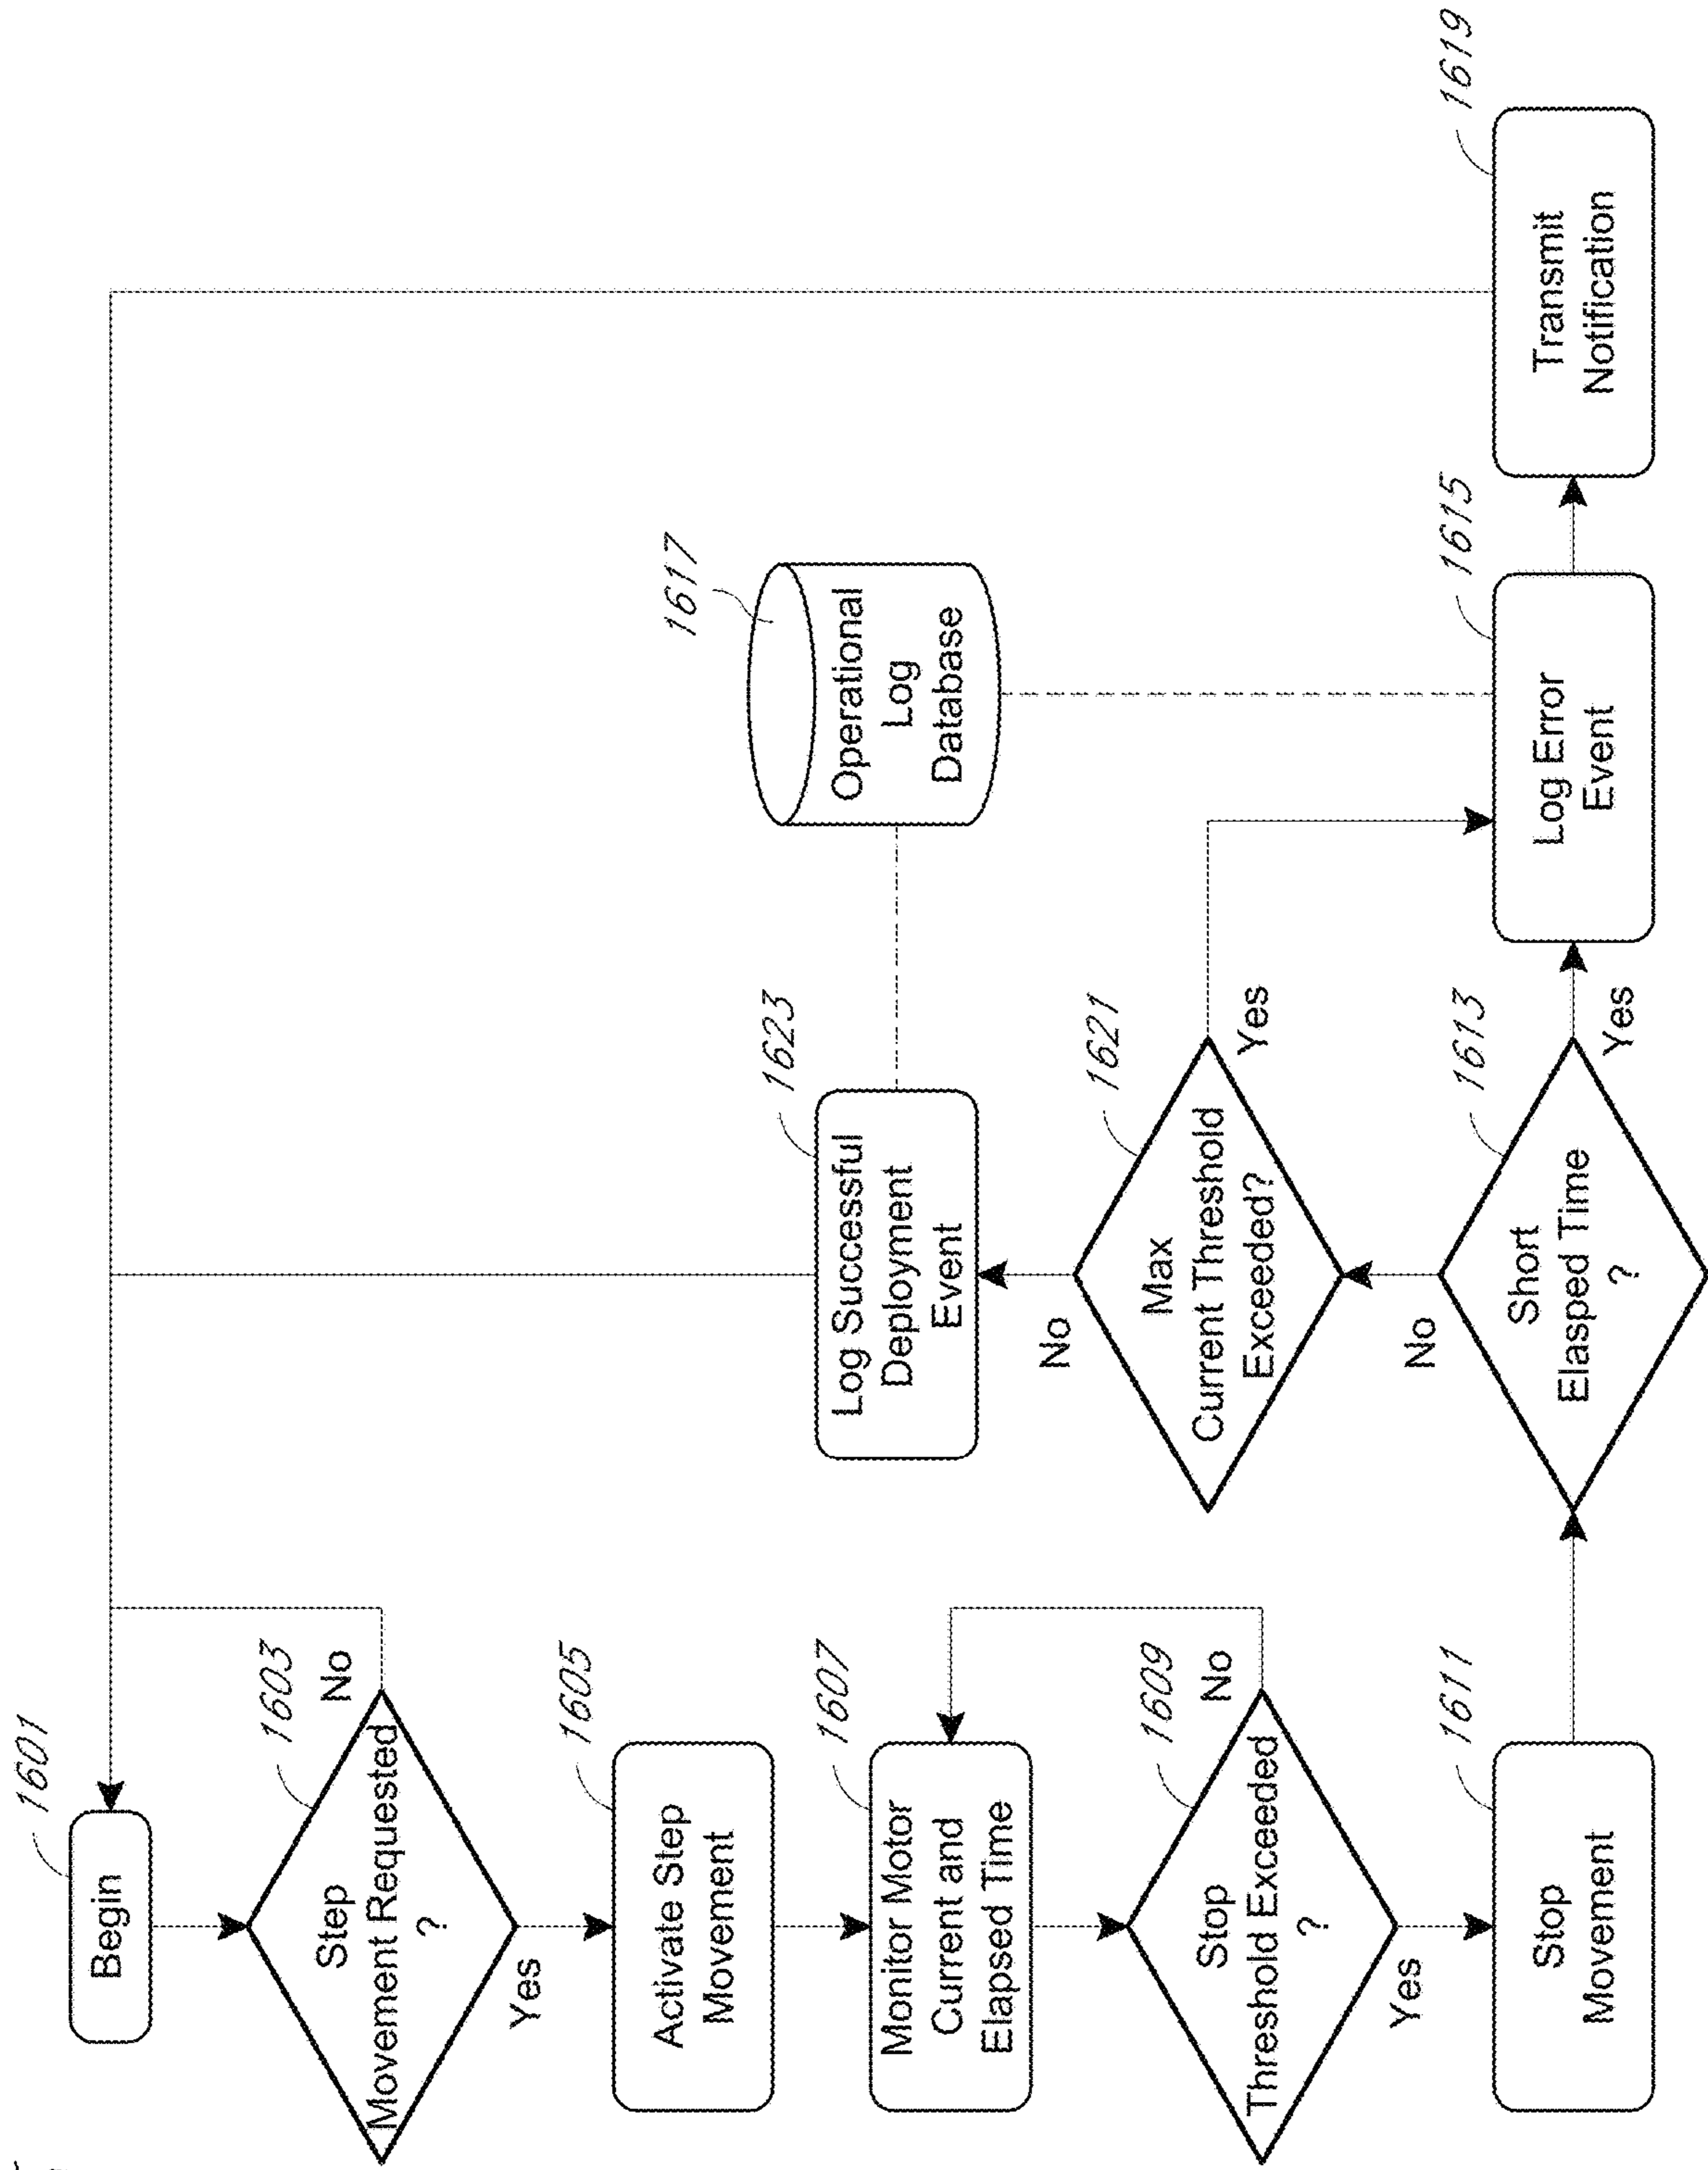 1601
Begin
1603
Step
Movement Requested
?
No
Yes
1605
Activate Step
Movement
1607
Monitor Motor
Current and
Elapsed Time
1609
Stop
Threshold Exceeded
?
No
Yes
1611
Stop
Movement
1613
Short
Elasped Time
?
No
Yes
1621
Max
Current Threshold
Exceeded?
No
Yes
1623
Log Successful
Deployment
Event
1617
Operational
Log
Database
1615
Log Error
Event
1619
Transmit
Notification